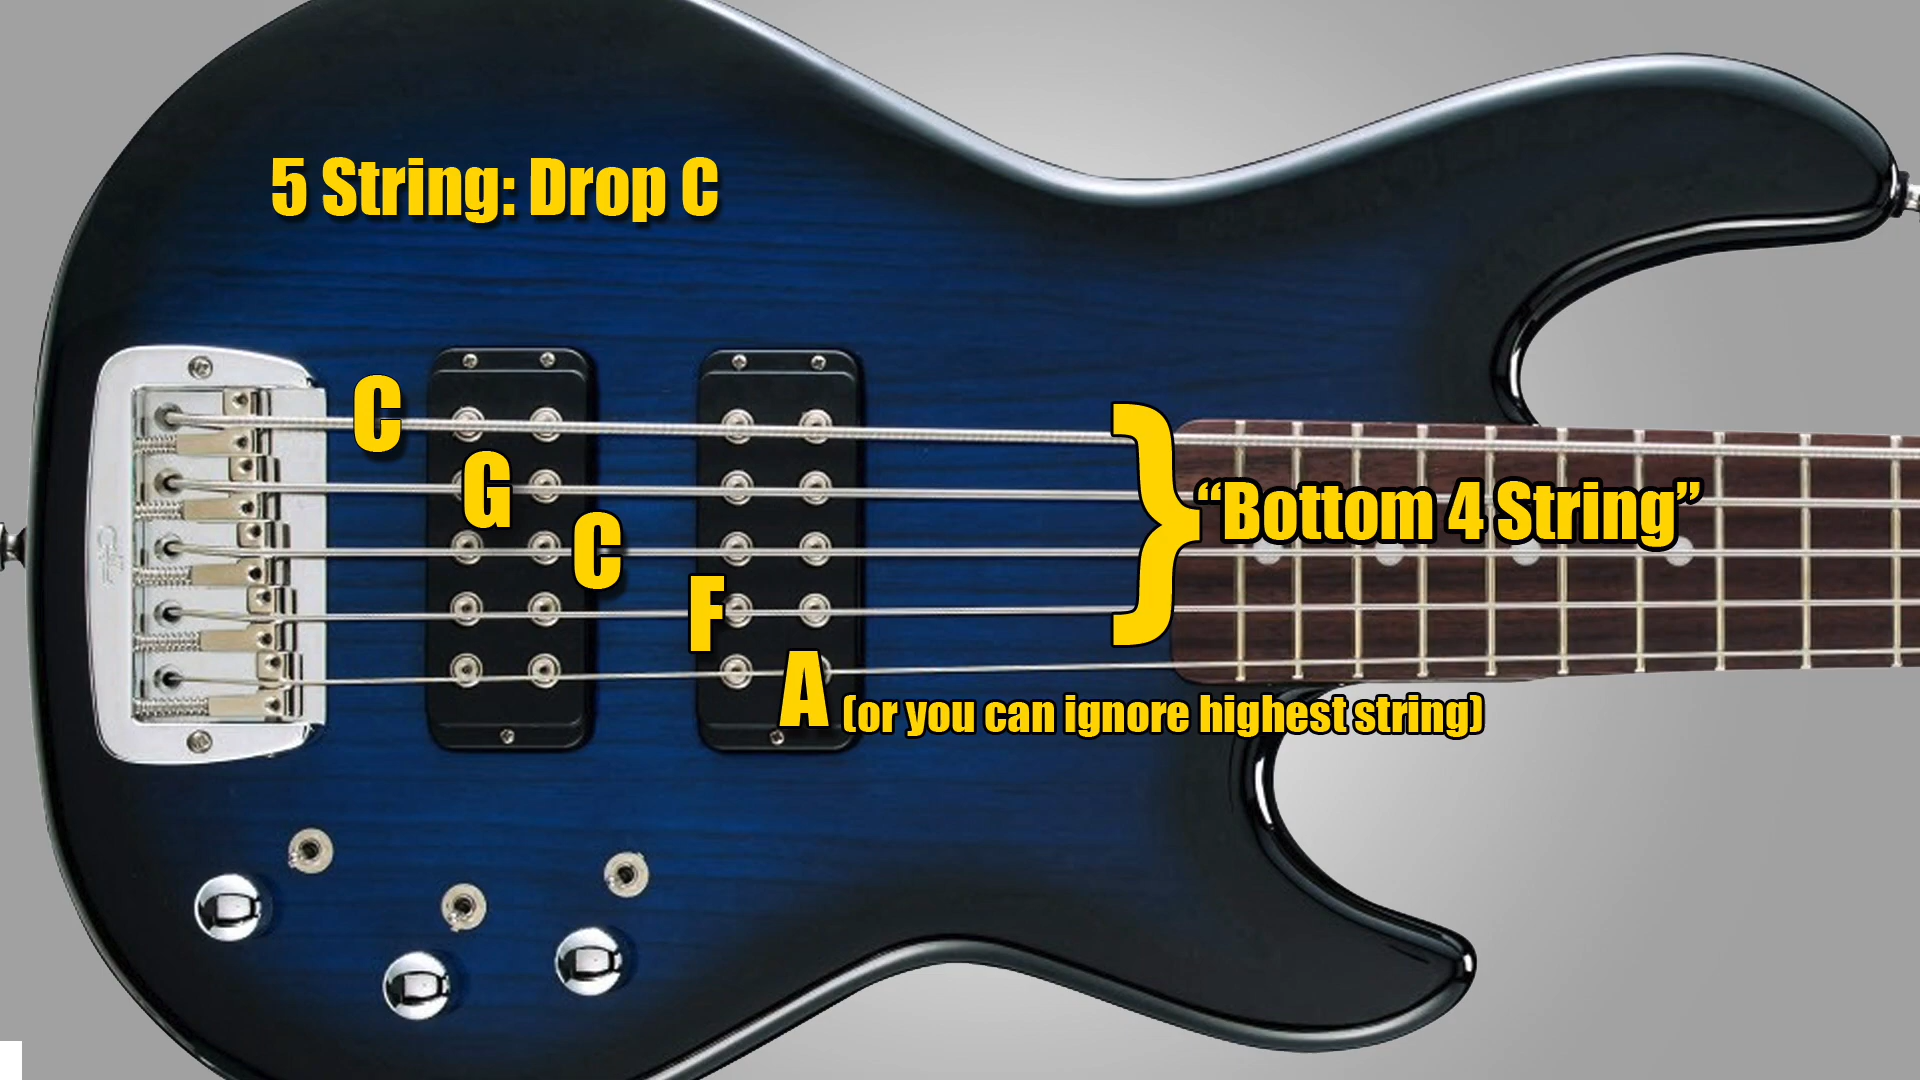 5 String: Drop C
C
G
C
F
A (or you can ignore highest string)
“Bottom 4 String”